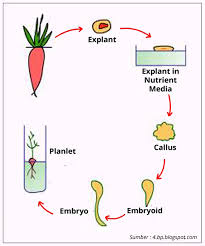 Explant
Explant in
Nutrient
Media
Callus
Embryoid
Embryo
Planlet
Sumber : 4.bp.blogspot.com